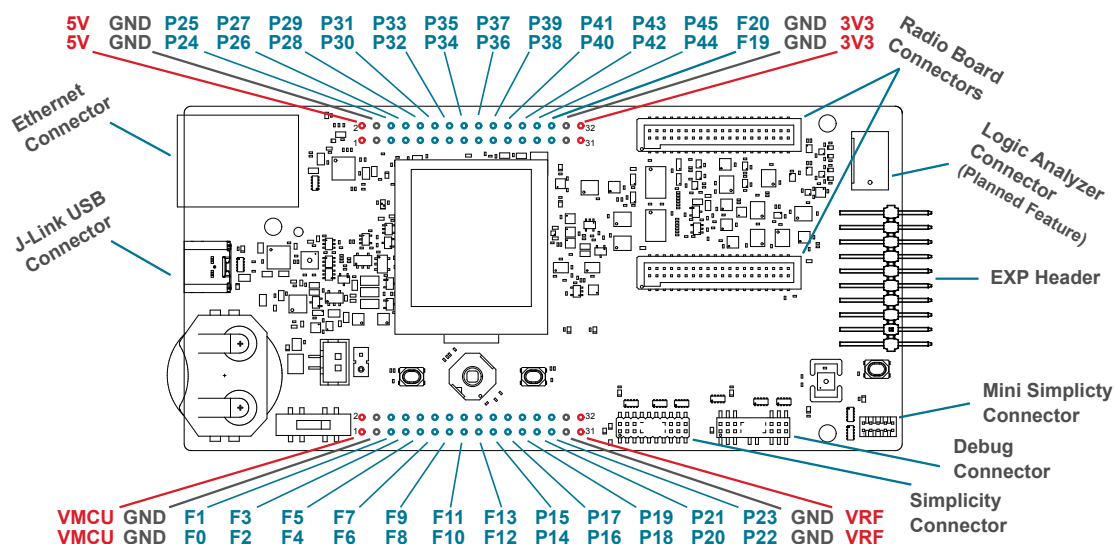 5V GND P25 P27 P29 P31 P33 P35 P37 P39 P41 P43 P45 F20 GND 3V3
5V GND P24 P26 P28 P30 P32 P34 P36 P38 P40 P42 P44 F19 GND 3V3
Radio Board
Connectors
Ethernet
Connector
2
32
1
31
Logic Analyzer
Connector
(Planned Feature)
J-Link USB
Connector
EXP Header
Mini Simplicty
Connector
2
32
1
31
Debug
Connector
Simplicity
Connector
VMCU GND F1 F3 F5 F7 F9 F11 F13 P15 P17 P19 P21 P23 GND VRF
VMCU GND F0 F2 F4 F6 F8 F10 F12 P14 P16 P18 P20 P22 GND VRF